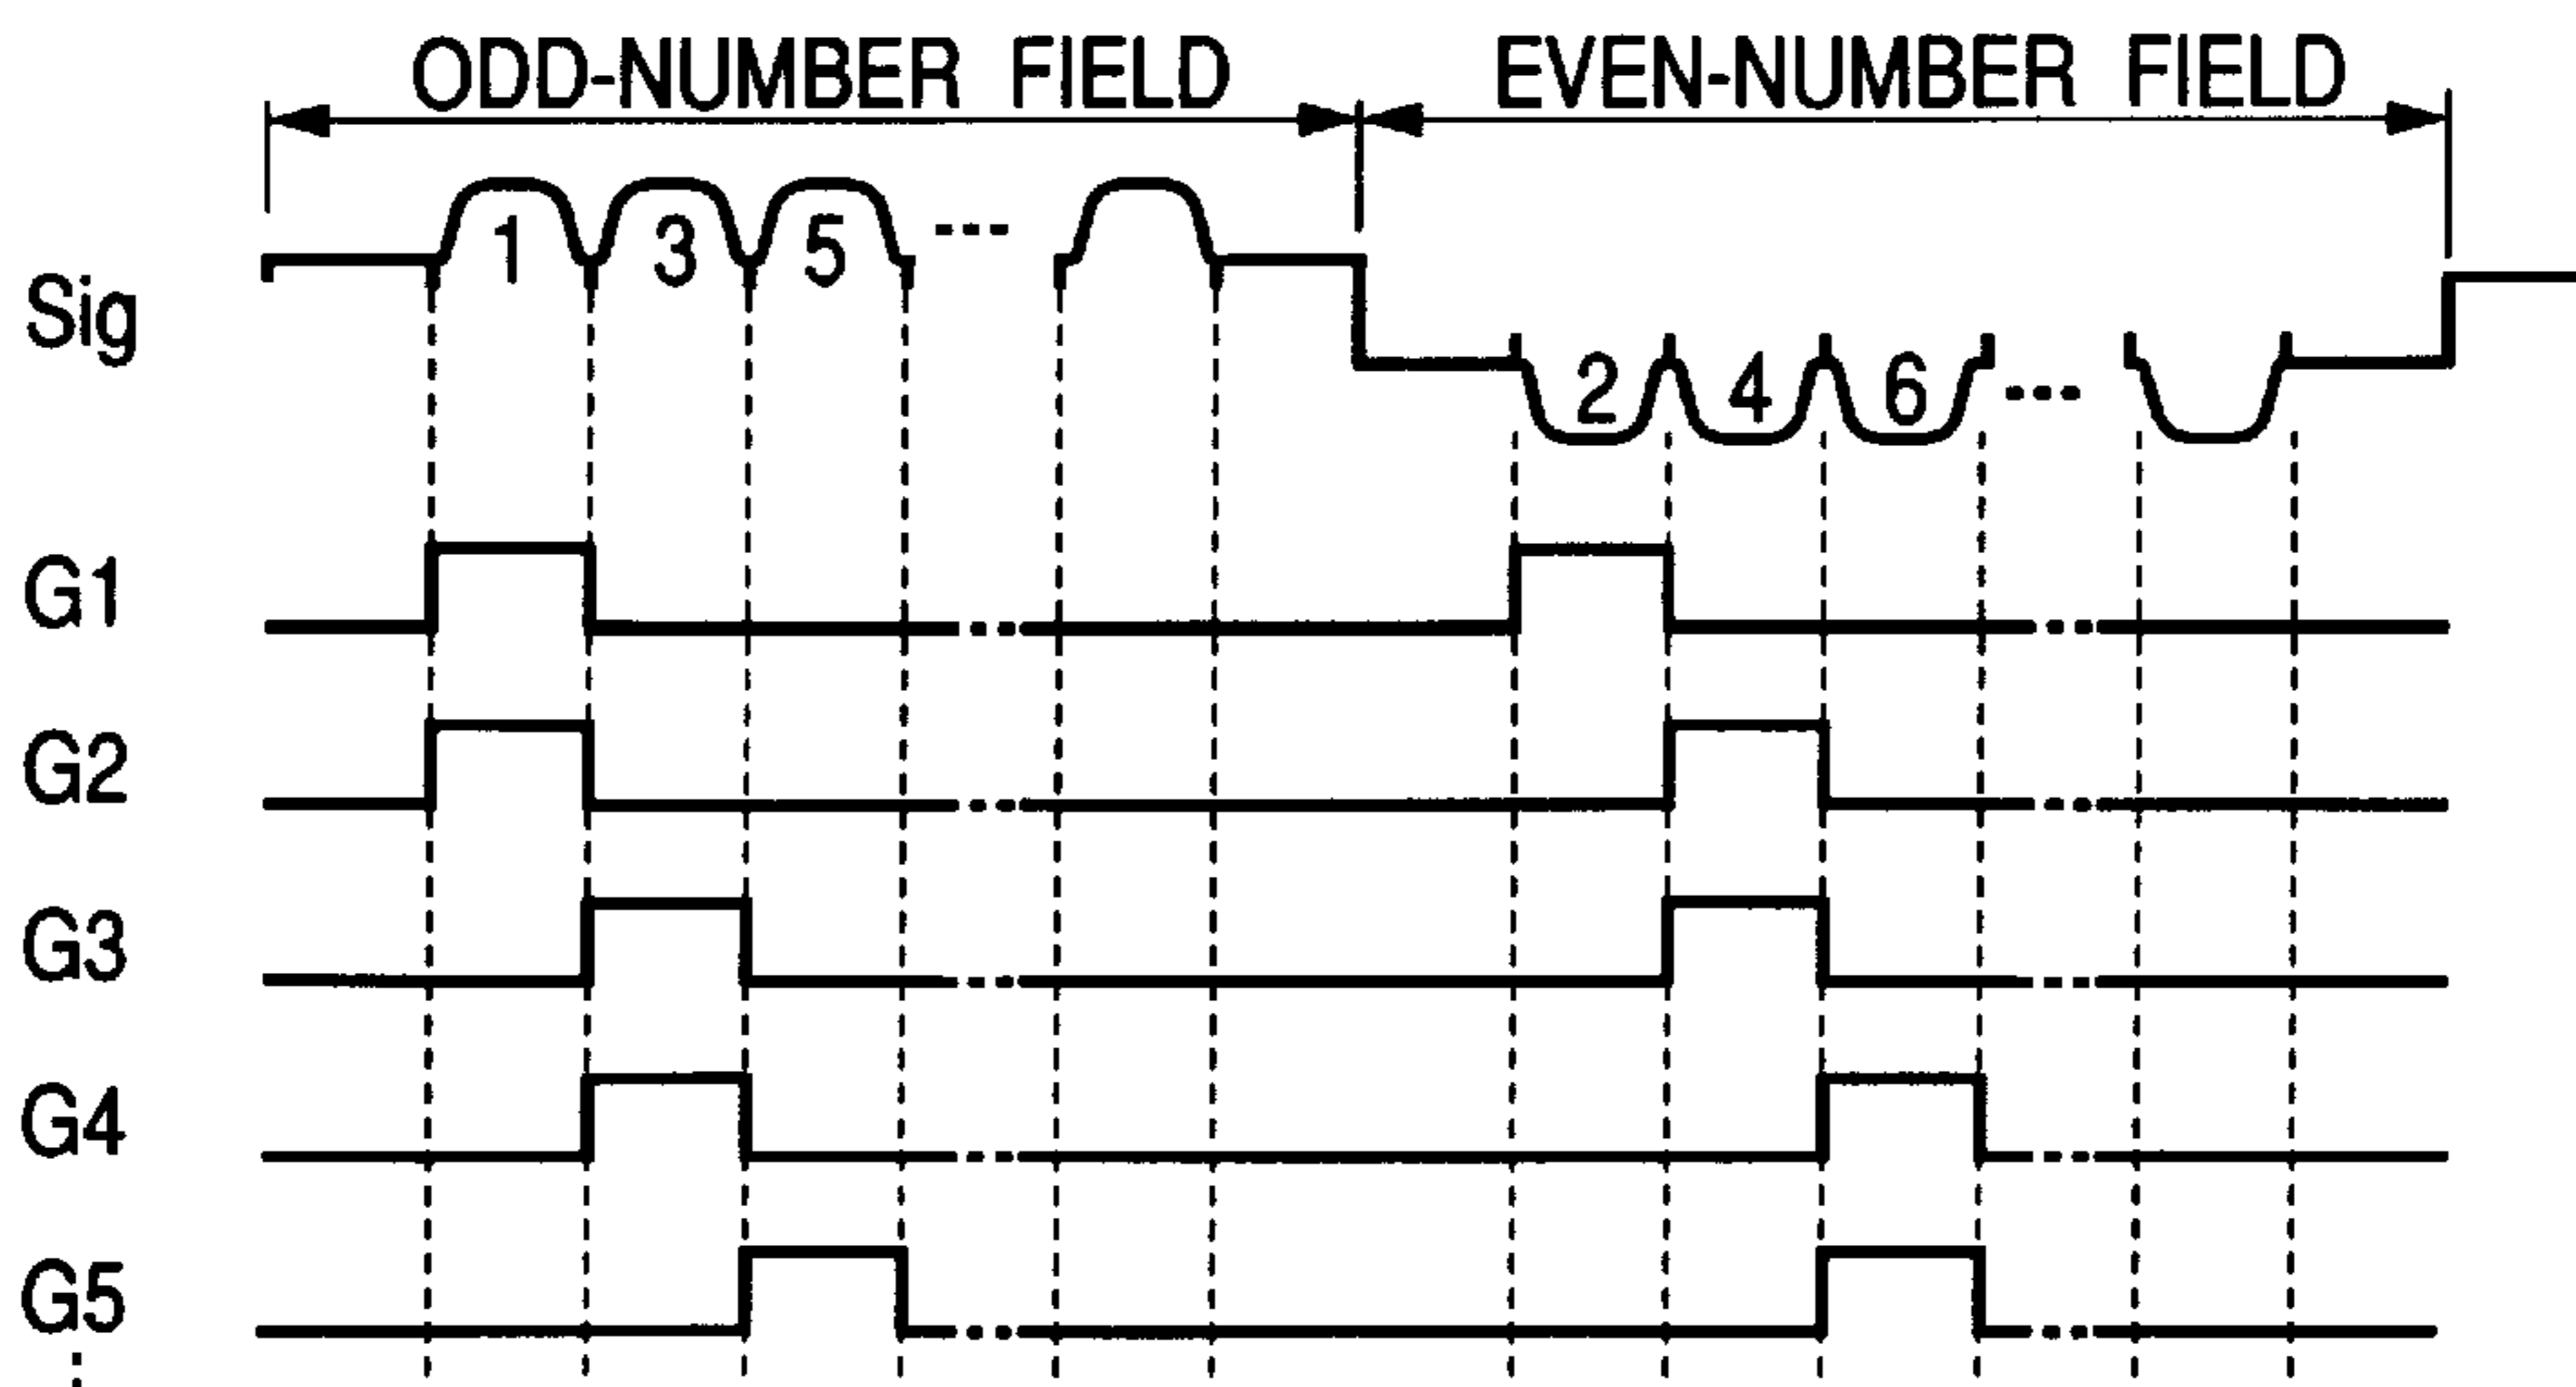 ODD-NUMBER FIELD EVEN-NUMBER FIELD
1 3 5 ...
Sig
2 4 6 ...
G1
G2
G3
G4
G5